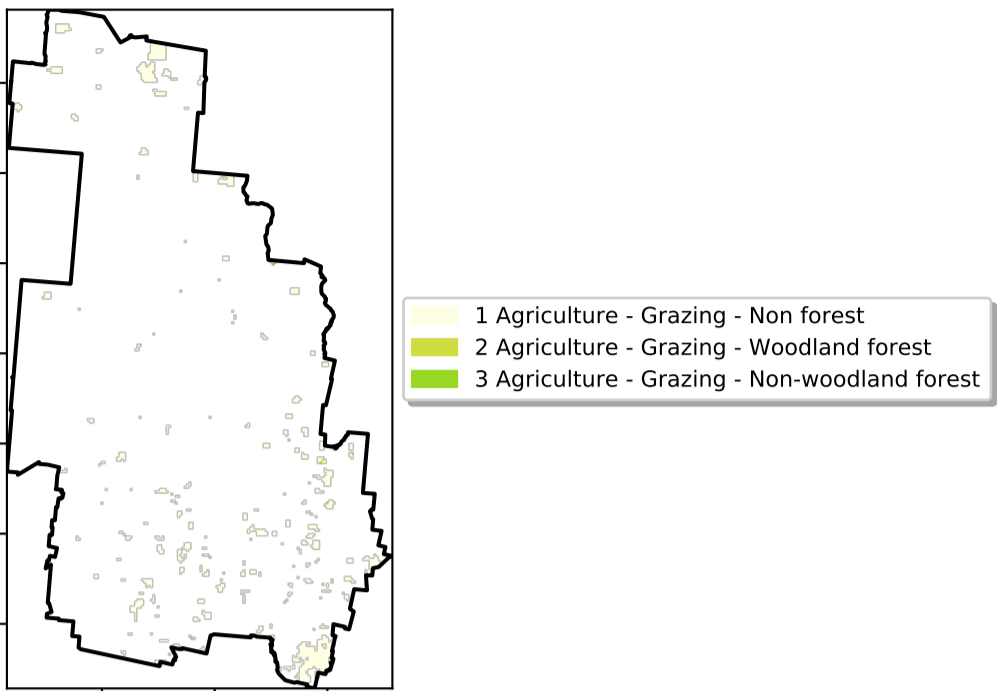 1 Agriculture - Grazing - Non forest
2 Agriculture - Grazing - Woodland forest
3 Agriculture - Grazing - Non-woodland forest